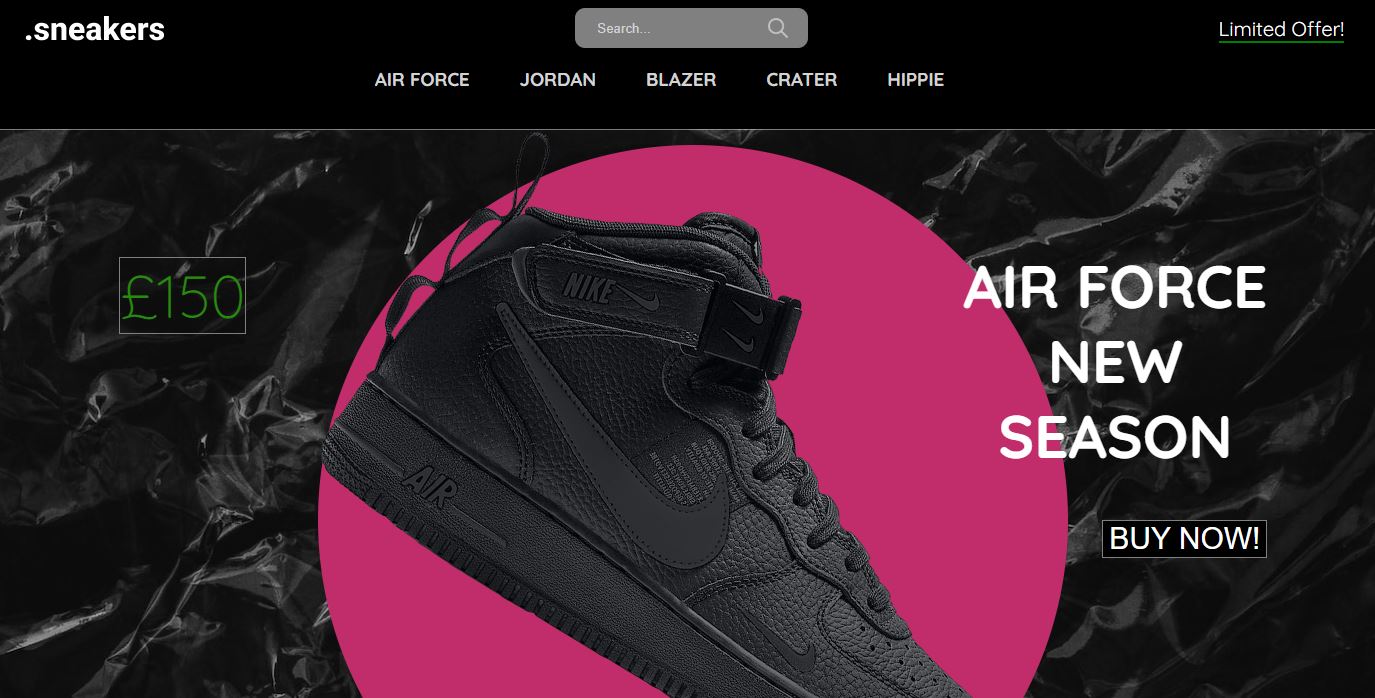 .sneakers
Search...
Limited Offer!
AIR FORCE JORDAN BLAZER CRATER HIPPIE
£150
NIKE
AIR
AIR FORCE
NEW
SEASON
BUY NOW!